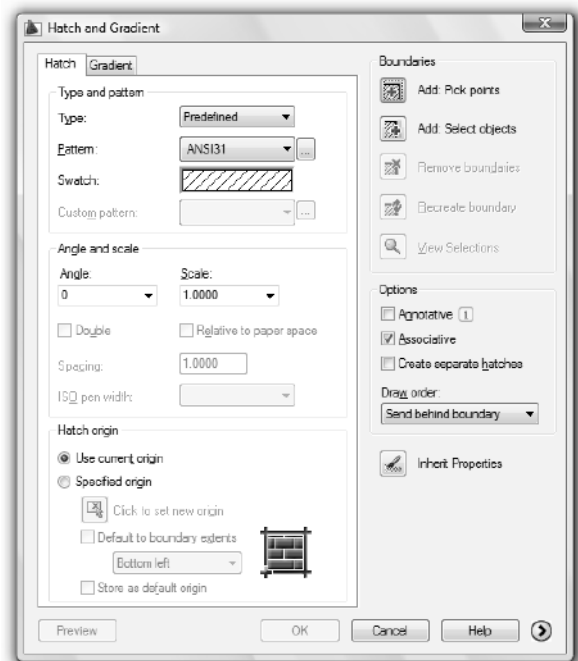 Hatch and Gradient
Hatch Gradient
Type and pattern
Type: Predefined
Pattern: ANSI31 ...
Swatch:
Custom pattern: ...
Angle and scale
Angle: Scale:
0 1.0000
Double Relative to paper space
Spacing: 1.0000
ISO pen width:
Hatch origin
Use current origin
Specified origin
Click to set new origin
Default to boundary extents
Bottom left
Store as default origin
Boundaries
Add: Pick points
Add: Select objects
Remove boundaries
Recreate boundary
View Selections
Options
Annotative i
Associative
Create separate hatches
Draw order:
Send behind boundary
Inherit Properties
Preview OK Cancel Help